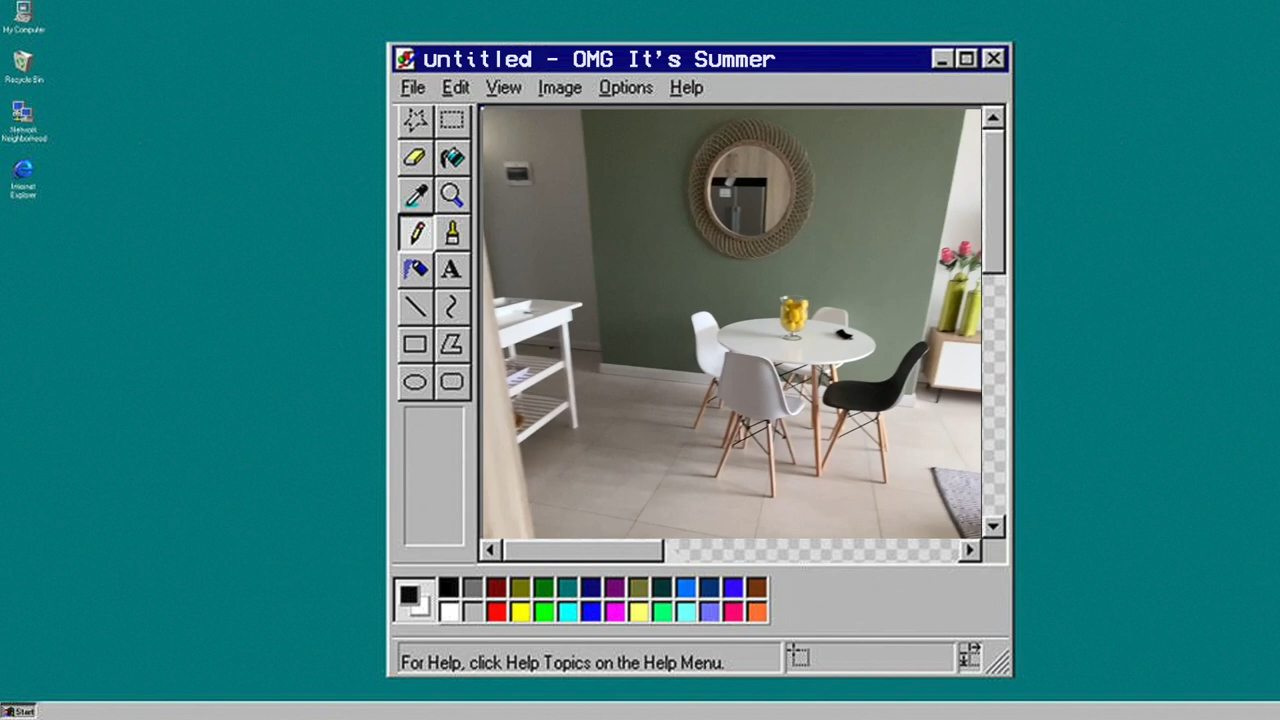 My Computer
Recycle Bin
Network
Neighborhood
Internet
Explorer
untitled - OMG It's Summer
File Edit View Image Options Help
A
For Help, click Help Topics on the Help Menu.
Start